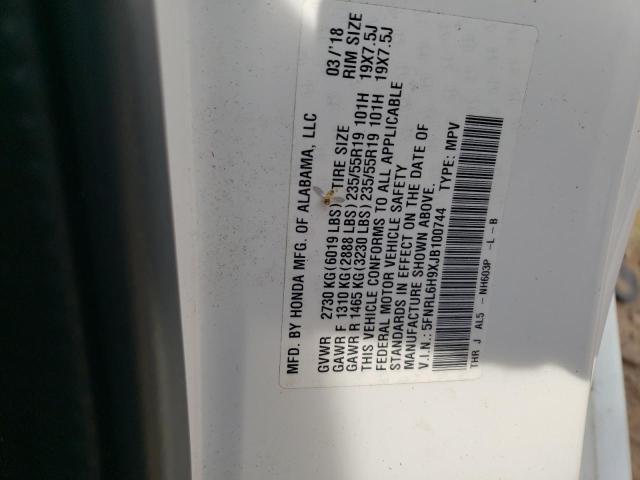 MFD. BY HONDA MFG. OF ALABAMA, LLC 03/'18
GVWR 2730 KG(6019 LBS) TIRE SIZE RIM SIZE
GAWR F 1310 KG(2888 LBS) 235/55R19 101H 19X7.5J
GAWR R 1465 KG(3230 LBS) 235/55R19 101H 19X7.5J
THIS VEHICLE CONFORMS TO ALL APPLICABLE
FEDERAL MOTOR VEHICLE SAFETY
STANDARDS IN EFFECT ON THE DATE OF
MANUFACTURE SHOWN ABOVE.
V.I.N.: 5FNRL6H9XJB100744 TYPE: MPV
THR J AL5 - NH603P -L -B